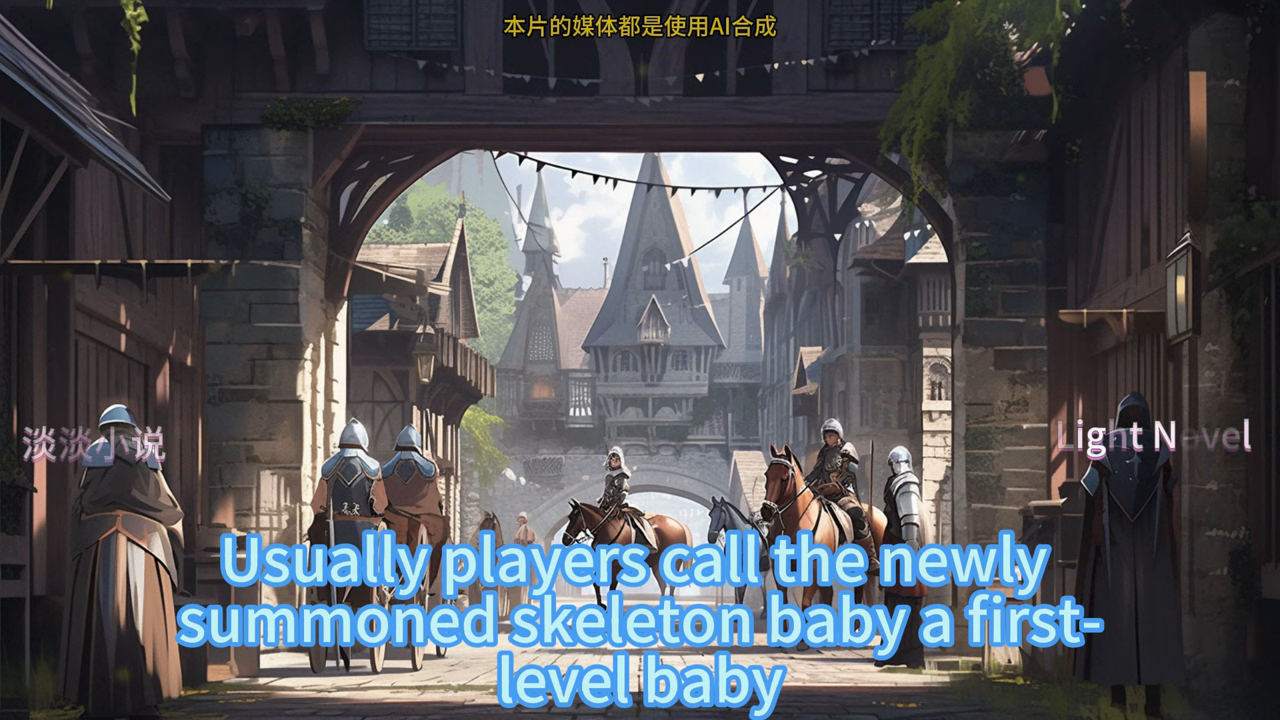 本片的媒体都是使用AI合成
淡淡小说
Light Novel
Usually players call the newly
summoned skeleton baby a first-
level baby